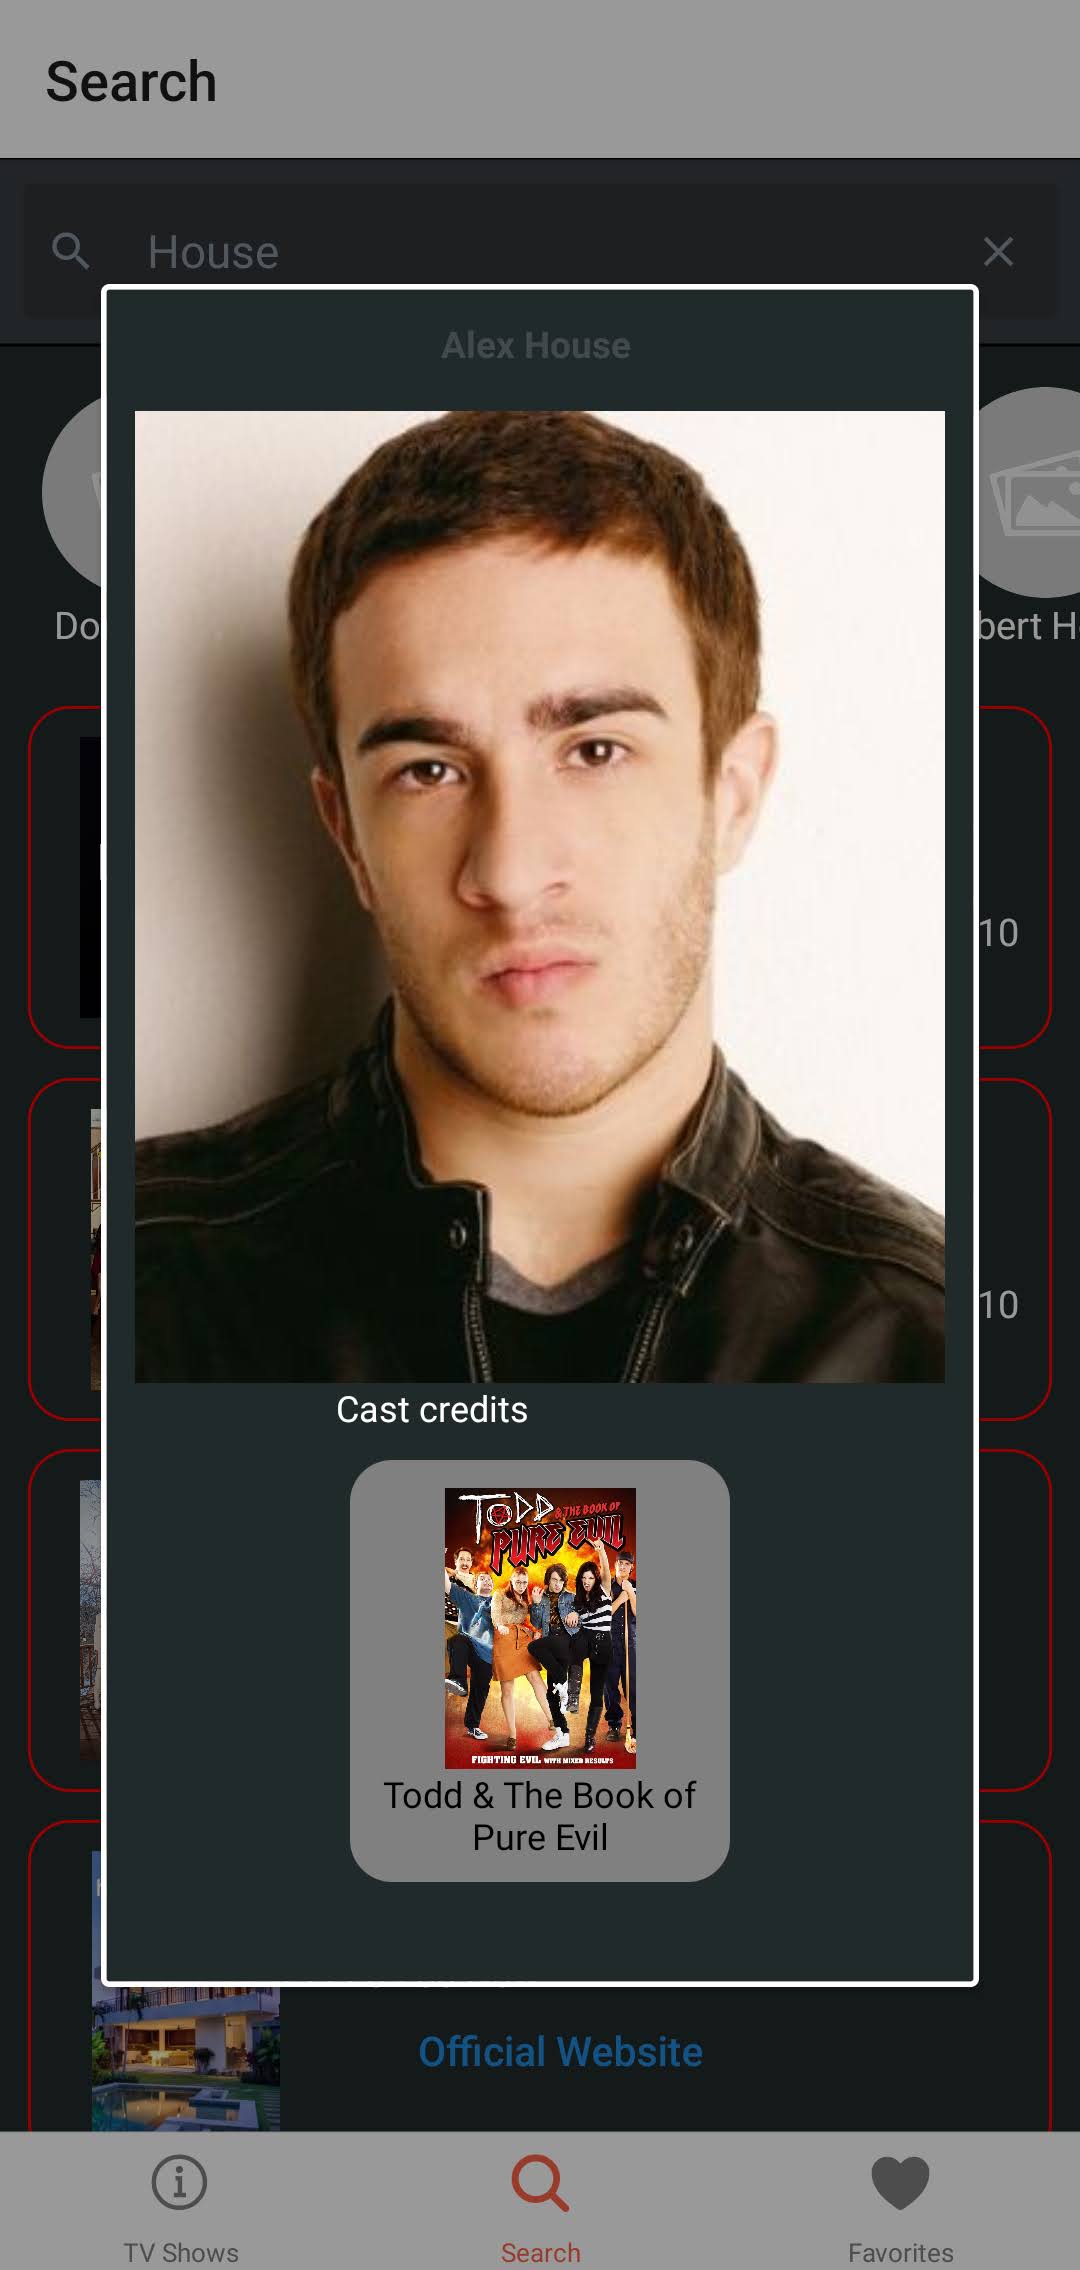 Search
House
Alex House
Do
bert H
10
10
Cast credits
TODD
& THE BOOK OF
PURE EVIL
FIGHTING EVIL WITH MIXED RESULTS
Todd & The Book of
Pure Evil
Official Website
TV Shows
Search
Favorites